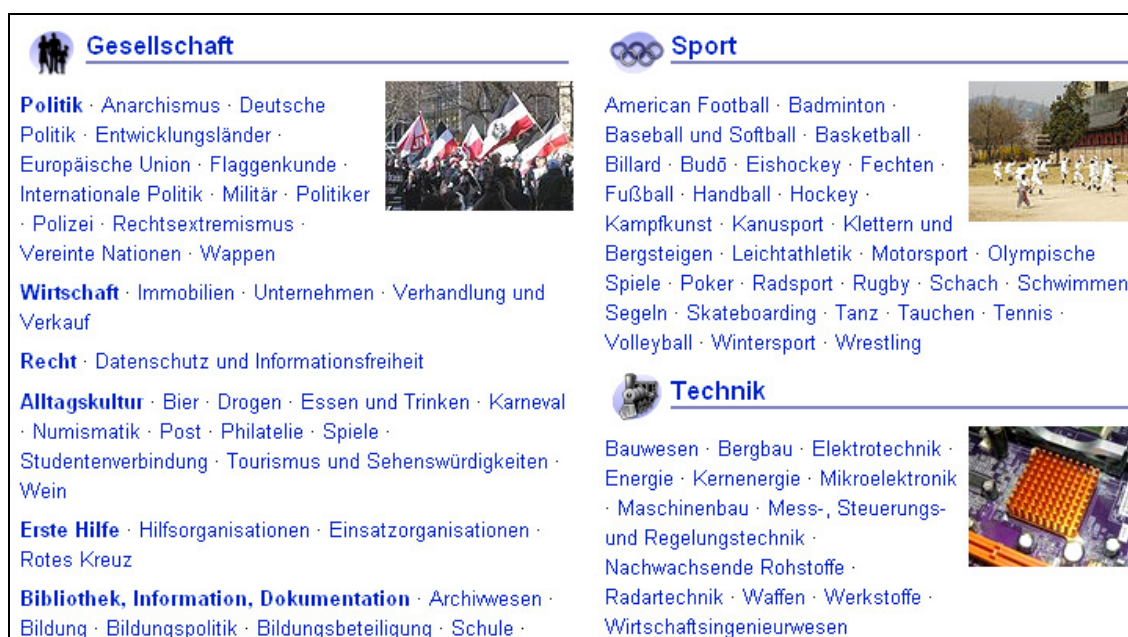 Gesellschaft
Politik · Anarchismus · Deutsche
Politik · Entwicklungsländer ·
Europäische Union · Flaggenkunde ·
Internationale Politik · Militär · Politiker
· Polizei · Rechtsextremismus ·
Vereinte Nationen · Wappen
Wirtschaft · Immobilien · Unternehmen · Verhandlung und
Verkauf
Recht · Datenschutz und Informationsfreiheit
Alltagskultur · Bier · Drogen · Essen und Trinken · Karneval
· Numismatik · Post · Philatelie · Spiele ·
Studentenverbindung · Tourismus und Sehenswürdigkeiten ·
Wein
Erste Hilfe · Hilfsorganisationen · Einsatzorganisationen ·
Rotes Kreuz
Bibliothek, Information, Dokumentation · Archivwesen ·
Bildung · Bildungspolitik · Bildungsbeteiligung · Schule ·
Sport
American Football · Badminton ·
Baseball und Softball · Basketball ·
Billard · Budō · Eishockey · Fechten ·
Fußball · Handball · Hockey ·
Kampfkunst · Kanusport · Klettern und
Bergsteigen · Leichtathletik · Motorsport · Olympische
Spiele · Poker · Radsport · Rugby · Schach · Schwimmen
Segeln · Skateboarding · Tanz · Tauchen · Tennis ·
Volleyball · Wintersport · Wrestling
Technik
Bauwesen · Bergbau · Elektrotechnik ·
Energie · Kernenergie · Mikroelektronik
· Maschinenbau · Mess-, Steuerungs-
und Regelungstechnik ·
Nachwachsende Rohstoffe ·
Radartechnik · Waffen · Werkstoffe ·
Wirtschaftsingenieurwesen